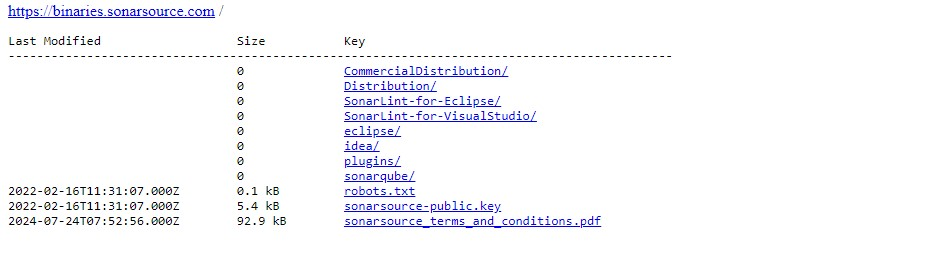 https://binaries.sonarsource.com /
Last Modified Size Key
---------------------------------------------------------------------------------------------
0 CommercialDistribution/
0 Distribution/
0 SonarLint-for-Eclipse/
0 SonarLint-for-VisualStudio/
0 eclipse/
0 idea/
0 plugins/
0 sonarqube/
2022-02-16T11:31:07.000Z 0.1 kB robots.txt
2022-02-16T11:31:07.000Z 5.4 kB sonarsource-public.key
2024-07-24T07:52:56.000Z 92.9 kB sonarsource_terms_and_conditions.pdf